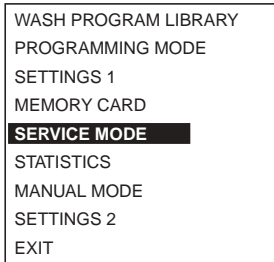 WASH PROGRAM LIBRARY
PROGRAMMING MODE
SETTINGS 1
MEMORY CARD
SERVICE MODE
STATISTICS
MANUAL MODE
SETTINGS 2
EXIT